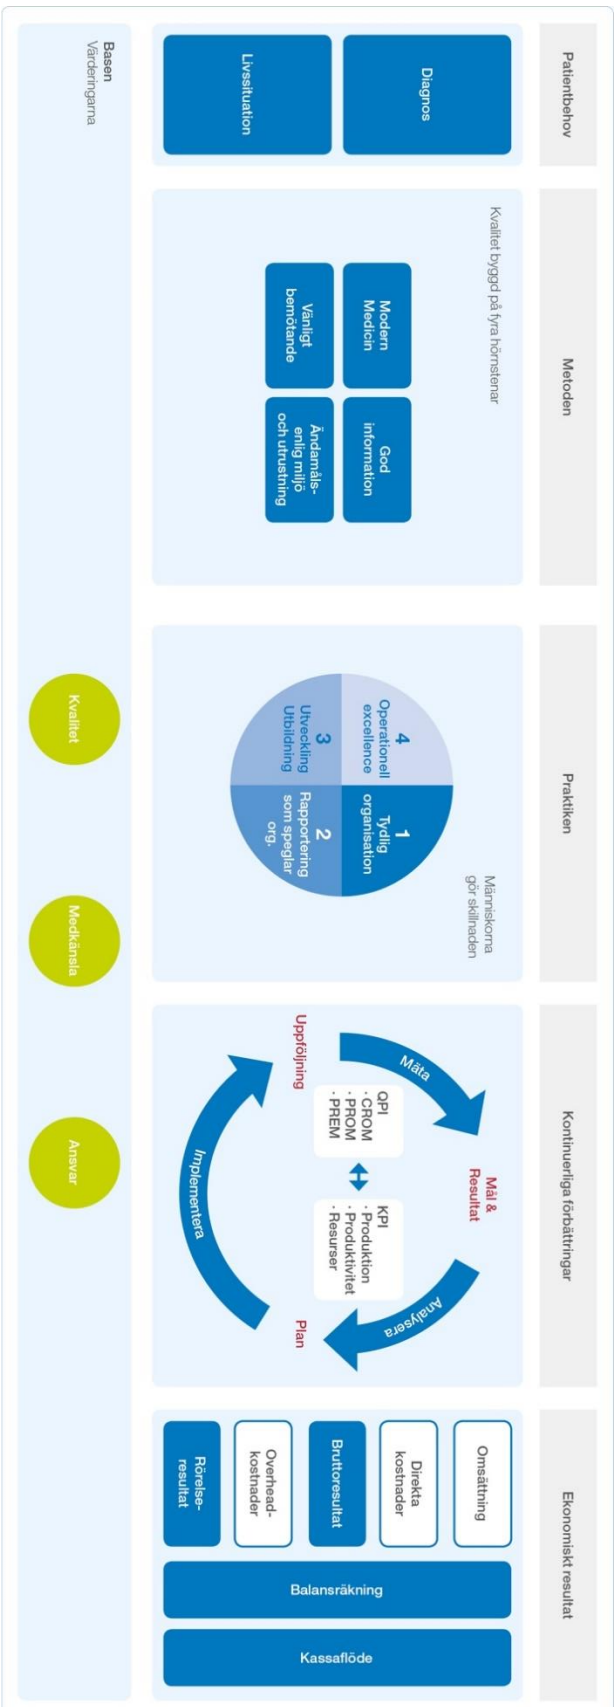 Patientbehov
Diagnos
Livssituation
Metoden
Kvalitet byggd på fyra hörnstenar
Modern
Medicin
God
information
Vänligt
bemötande
Ändamåls-
enlig miljö
och utrustning
Praktiken
Människorna
gör skillnaden
4
Operationell
excellence
1
Tydlig
organisation
3
Utveckling
Utbildning
2
Rapportering
som speglar
org.
Kontinuerliga förbättringar
Mäta
Mål &
Resultat
Analysera
Plan
Implementera
Uppföljning
QPI
· CROM
· PROM
· PREM
KPI
· Produktion
· Produktivitet
· Resurser
Ekonomiskt resultat
Omsättning
Direkta
kostnader
Bruttoresultat
Overhead-
kostnader
Rörelse-
resultat
Balansräkning
Kassaflöde
Basen
Värderingarna
Kvalitet
Medkänsla
Ansvar